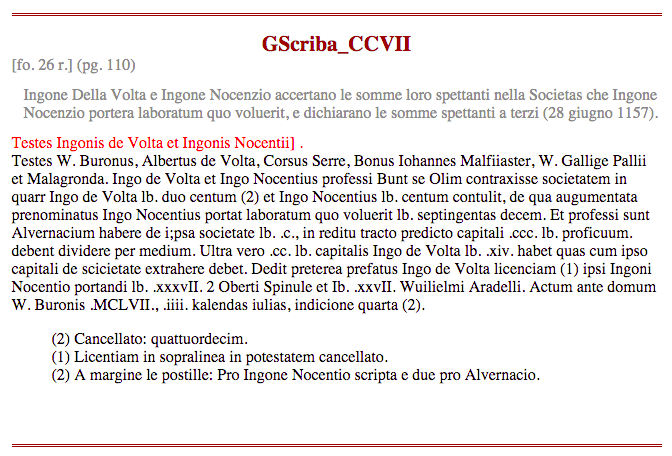 GScriba_CCVII
[fo. 26 r.] (pg. 110)
Ingone Della Volta e Ingone Nocenzio accertano le somme loro spettanti nella Societas che Ingone
Nocenzio portera laboratum quo voluerit, e dichiarano le somme spettanti a terzi (28 giugno 1157).
Testes Ingonis de Volta et Ingonis Nocentii] .
Testes W. Buronus, Albertus de Volta, Corsus Serre, Bonus Iohannes Malfiiaster, W. Gallige Pallii
et Malagronda. Ingo de Volta et Ingo Nocentius professi Bunt se Olim contraxisse societatem in
quarr Ingo de Volta lb. duo centum (2) et Ingo Nocentius lb. centum contulit, de qua augumentata
prenominatus Ingo Nocentius portat laboratum quo voluerit lb. septingentas decem. Et professi sunt
Alvernacium habere de i;psa societate lb. .c., in reditu tracto predicto capitali .ccc. lb. proficuum.
debent dividere per medium. Ultra vero .cc. lb. capitalis Ingo de Volta lb. .xiv. habet quas cum ipso
capitali de scicietate extrahere debet. Dedit preterea prefatus Ingo de Volta licenciam (1) ipsi Ingoni
Nocentio portandi lb. .xxxvII. 2 Oberti Spinule et Ib. .xxvII. Wuilielmi Aradelli. Actum ante domum
W. Buronis .MCLVII., .iiii. kalendas iulias, indicione quarta (2).
(2) Cancellato: quattuordecim.
(1) Licentiam in sopralinea in potestatem cancellato.
(2) A margine le postille: Pro Ingone Nocentio scripta e due pro Alvernacio.